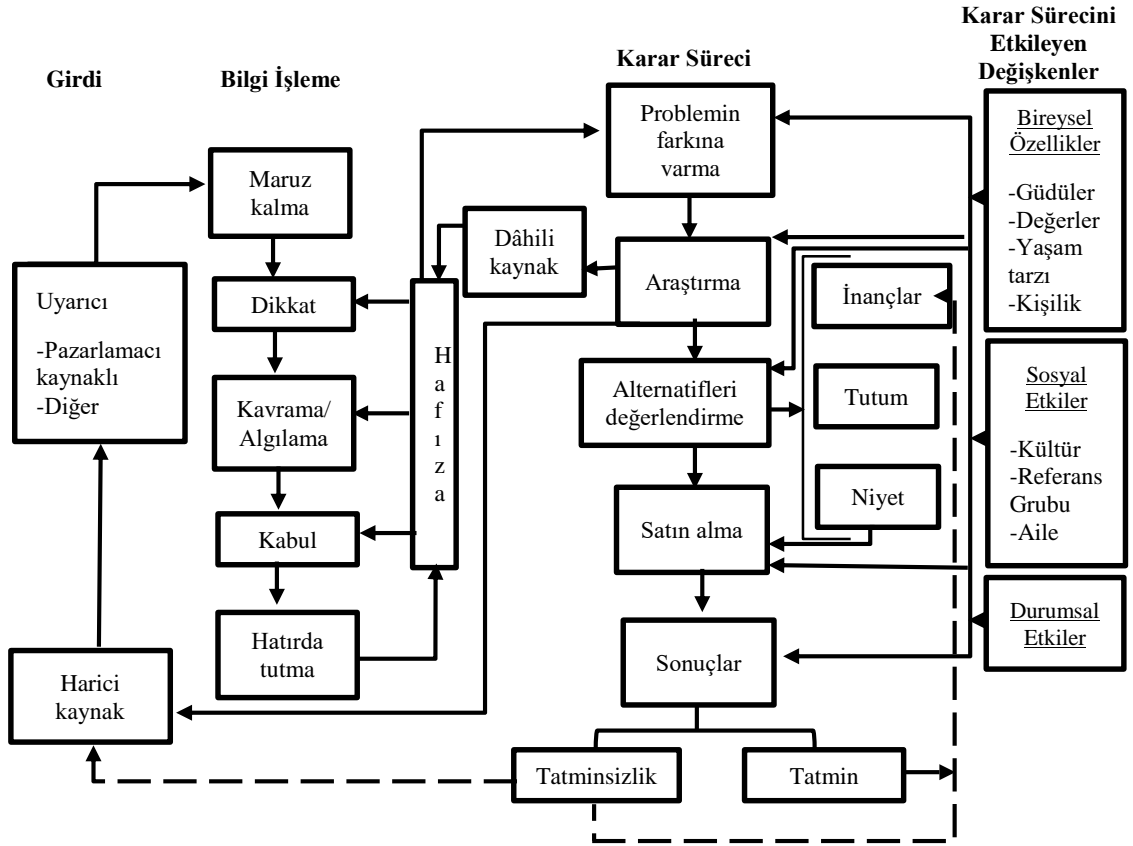 Girdi
Bilgi İşleme
Karar Süreci
Karar Sürecini
Etkileyen
Değişkenler
Uyarıcı
-Pazarlamacı
kaynaklı
-Diğer
Harici
kaynak
Maruz
kalma
Dikkat
Kavrama/
Algılama
Kabul
Hatırda
tutma
H
a
f
ı
z
a
Dâhili
kaynak
Problemin
farkına
varma
Araştırma
Alternatifleri
değerlendirme
Satın alma
Sonuçlar
Tatminsizlik
Tatmin
İnançlar
Tutum
Niyet
Bireysel
Özellikler
-Güdüler
-Değerler
-Yaşam
tarzı
-Kişilik
Sosyal
Etkiler
-Kültür
-Referans
Grubu
-Aile
Durumsal
Etkiler